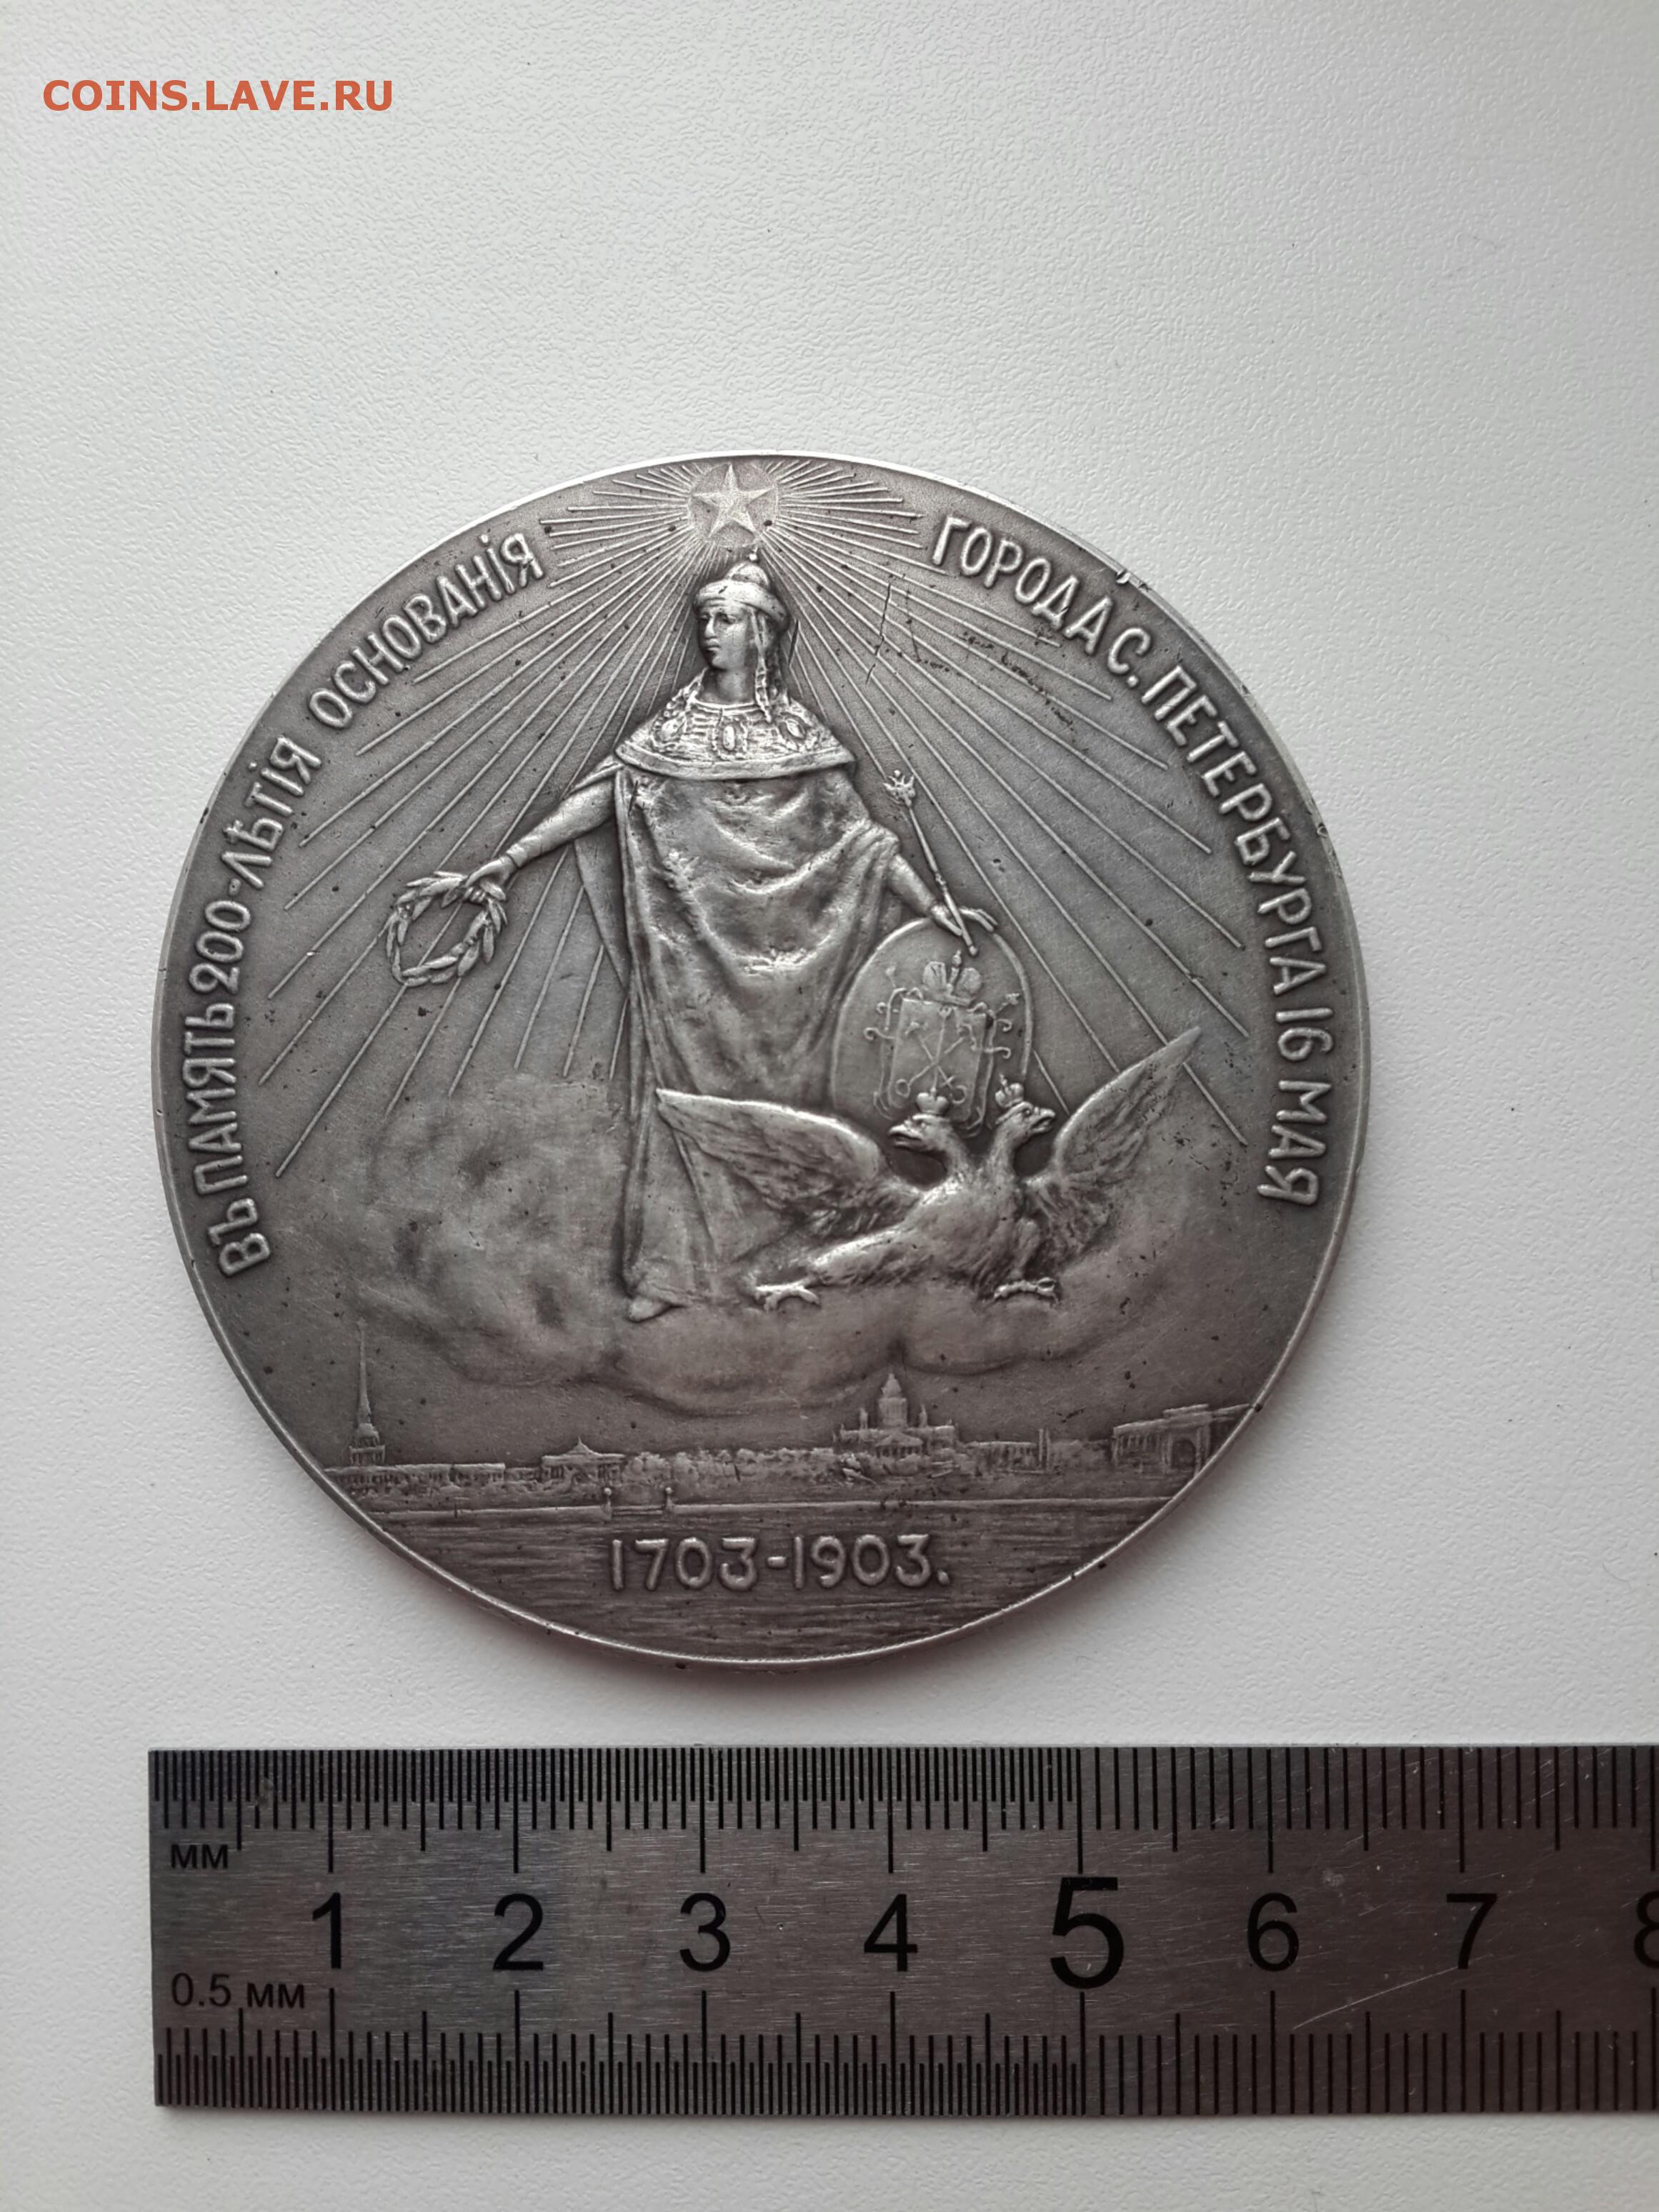 COINS.LAVE.RU
ВЪ ПАМЯТЬ 200-ЛѢТІЯ ОСНОВАНІЯ ГОРОДА С. ПЕТЕРБУРГА 16 МАЯ
1703-1903.
мм
1 2 3 4 5 6 7 8
0.5 мм